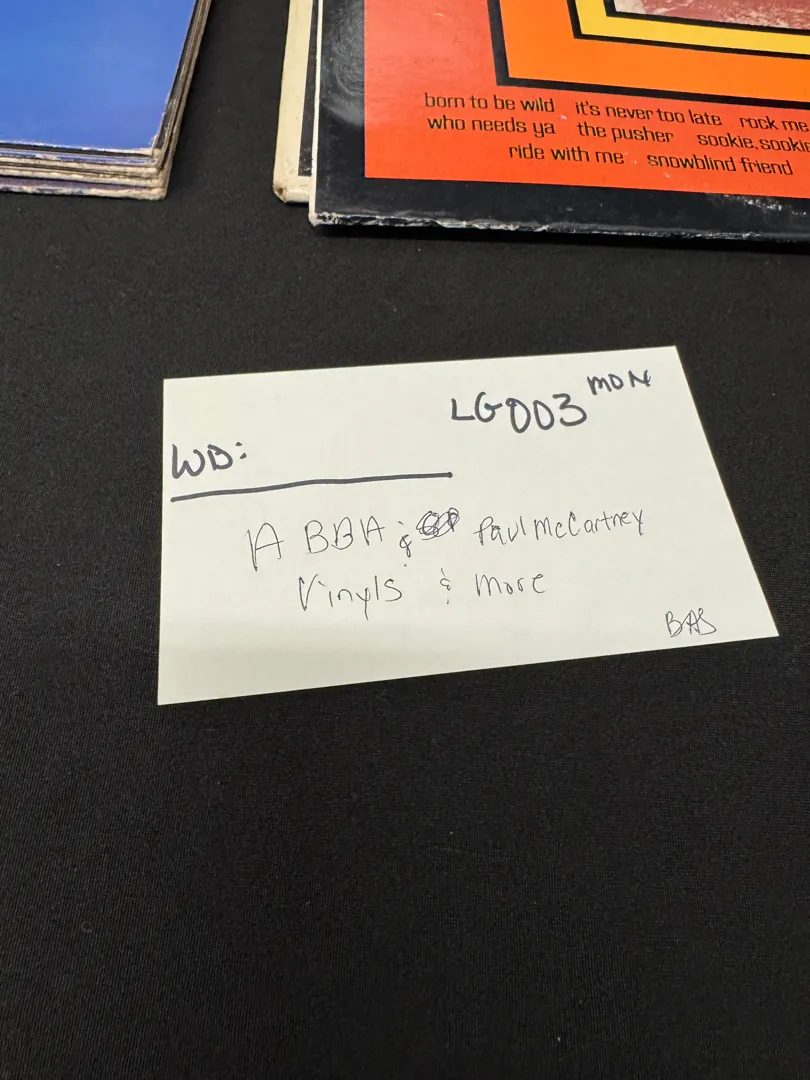 born to be wild it's never too late rock me
who needs ya the pusher sookie, sookie
ride with me snowblind friend
LG003 MON
WD:
ABBA & Paul McCartney
Vinyls & More
BAS